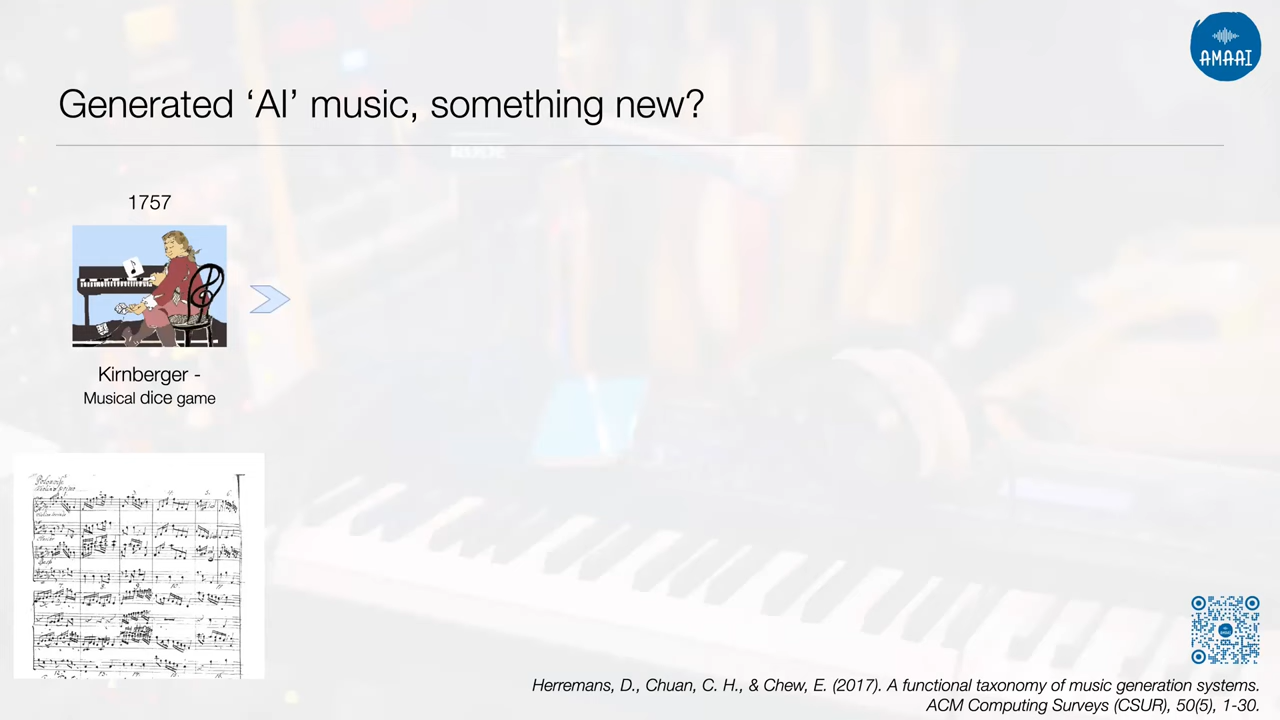 AMAAI
Generated ‘AI’ music, something new?
RODE
1757
Kirnberger -
Musical dice game
Herremans, D., Chuan, C. H., & Chew, E. (2017). A functional taxonomy of music generation systems.
ACM Computing Surveys (CSUR), 50(5), 1-30.